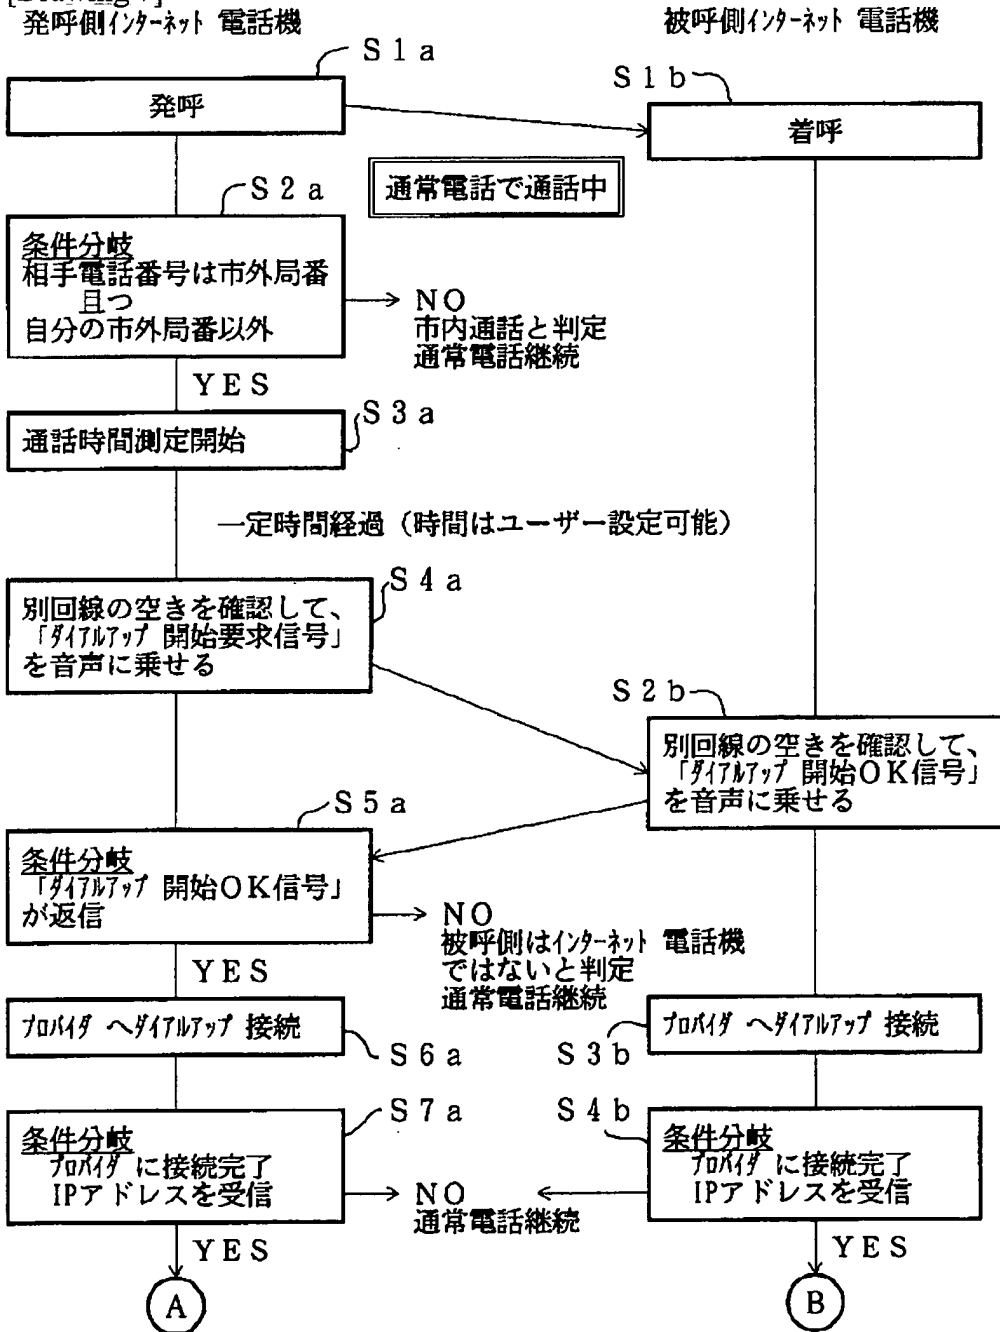 発呼側インターネット 電話機
被呼側インターネット 電話機
S1a
発呼
S1b
着呼
通常電話で通話中
S2a
条件分岐
相手電話番号は市外局番
且つ
自分の市外局番以外
NO
市内通話と判定
通常電話継続
YES
S3a
通話時間測定開始
一定時間経過（時間はユーザー設定可能）
S4a
別回線の空きを確認して、
「ダイアルアップ 開始要求信号」
を音声に乗せる
S2b
別回線の空きを確認して、
「ダイアルアップ 開始OK信号」
を音声に乗せる
S5a
条件分岐
「ダイアルアップ 開始OK信号」
が返信
NO
被呼側はインターネット 電話機
ではないと判定
通常電話継続
YES
プロバイダ へダイアルアップ 接続
S6a
S3b
プロバイダ へダイアルアップ 接続
S7a
条件分岐
プロバイダ に接続完了
IPアドレスを受信
NO
通常電話継続
S4b
条件分岐
プロバイダ に接続完了
IPアドレスを受信
YES
YES
A
B